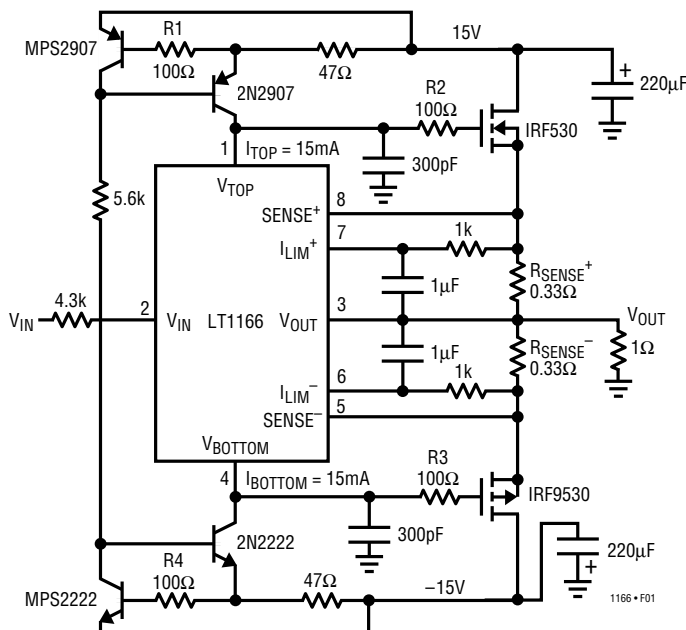 MPS2907
R1
100Ω
47Ω
15V
2N2907
R2
100Ω
IRF530
+
220µF
1
I_TOP = 15mA
300pF
V_TOP
5.6k
SENSE⁺
8
I_LIM⁺
7
1k
1µF
R_SENSE⁺
0.33Ω
V_IN
4.3k
2
V_IN
LT1166
V_OUT
3
V_OUT
1Ω
1µF
R_SENSE⁻
0.33Ω
1k
I_LIM⁻
6
SENSE⁻
5
V_BOTTOM
4
I_BOTTOM = 15mA
R3
100Ω
IRF9530
2N2222
300pF
R4
100Ω
47Ω
–15V
220µF
+
MPS2222
1166 • F01